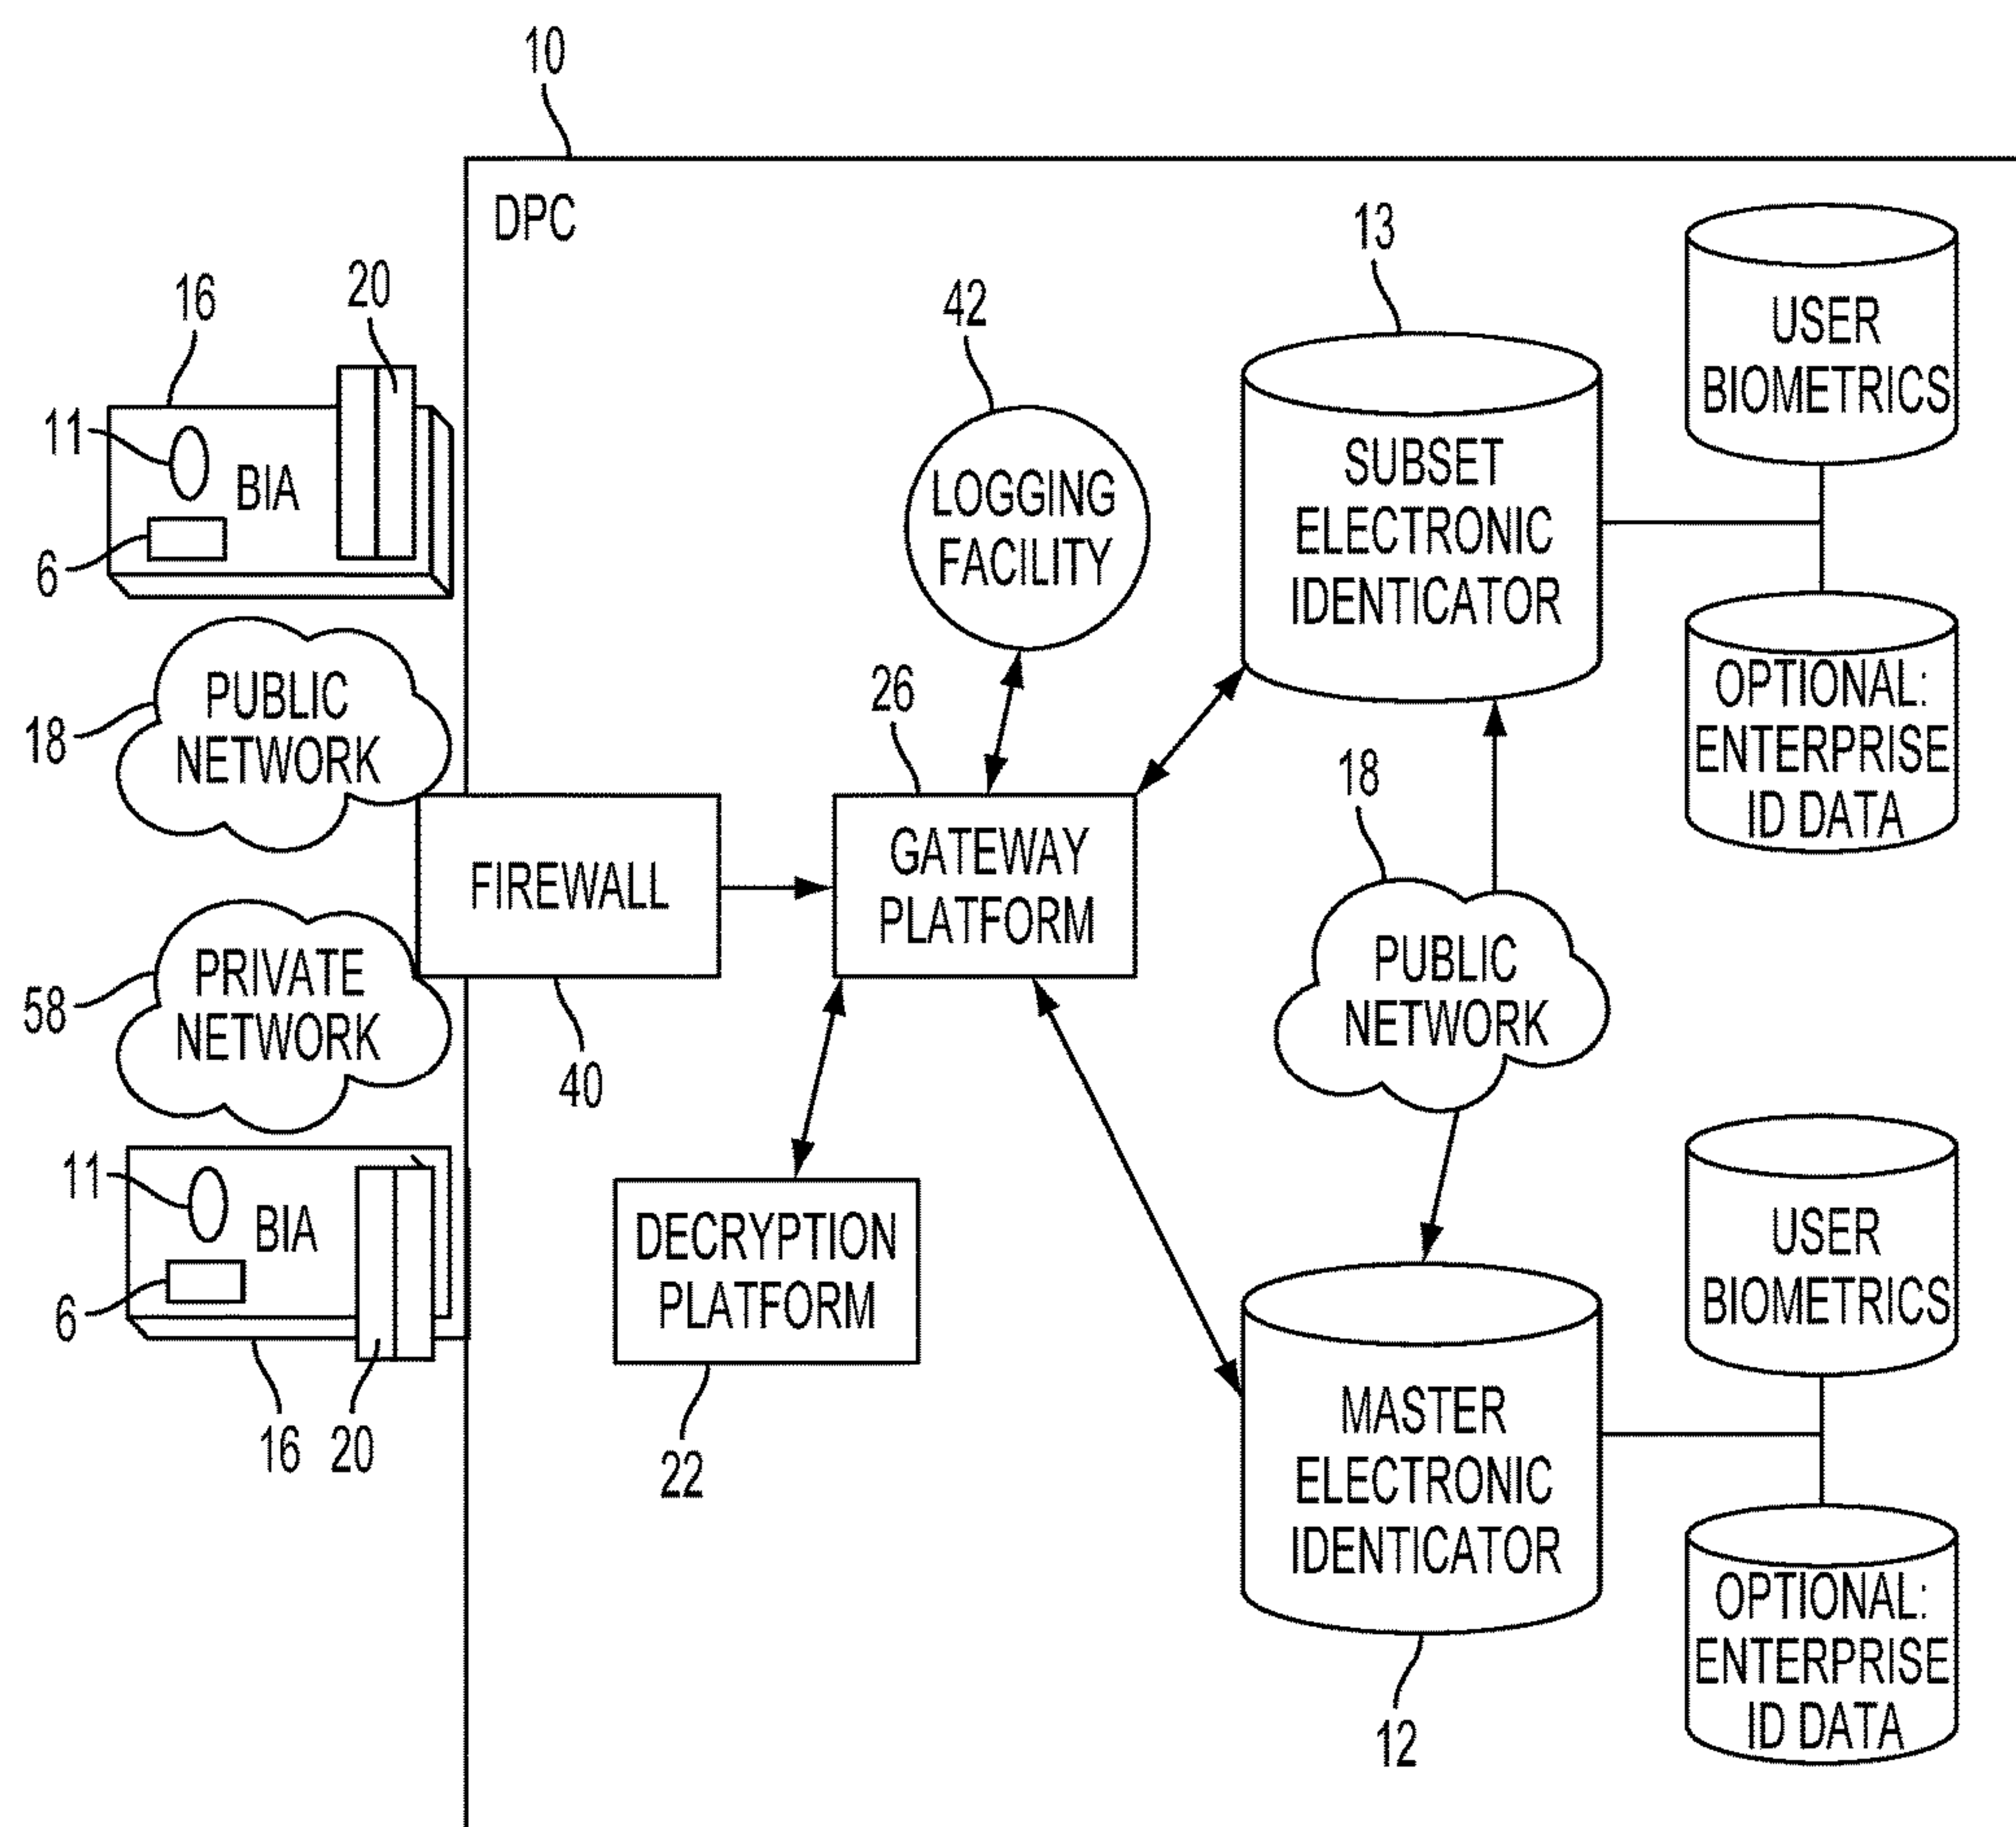 10
DPC
16
20
11
BIA
6
PUBLIC
NETWORK
18
FIREWALL
40
PRIVATE
NETWORK
58
11
BIA
6
16
20
42
LOGGING
FACILITY
26
GATEWAY
PLATFORM
DECRYPTION
PLATFORM
22
13
SUBSET
ELECTRONIC
IDENTICATOR
18
PUBLIC
NETWORK
MASTER
ELECTRONIC
IDENTICATOR
12
USER
BIOMETRICS
OPTIONAL:
ENTERPRISE
ID DATA
USER
BIOMETRICS
OPTIONAL:
ENTERPRISE
ID DATA